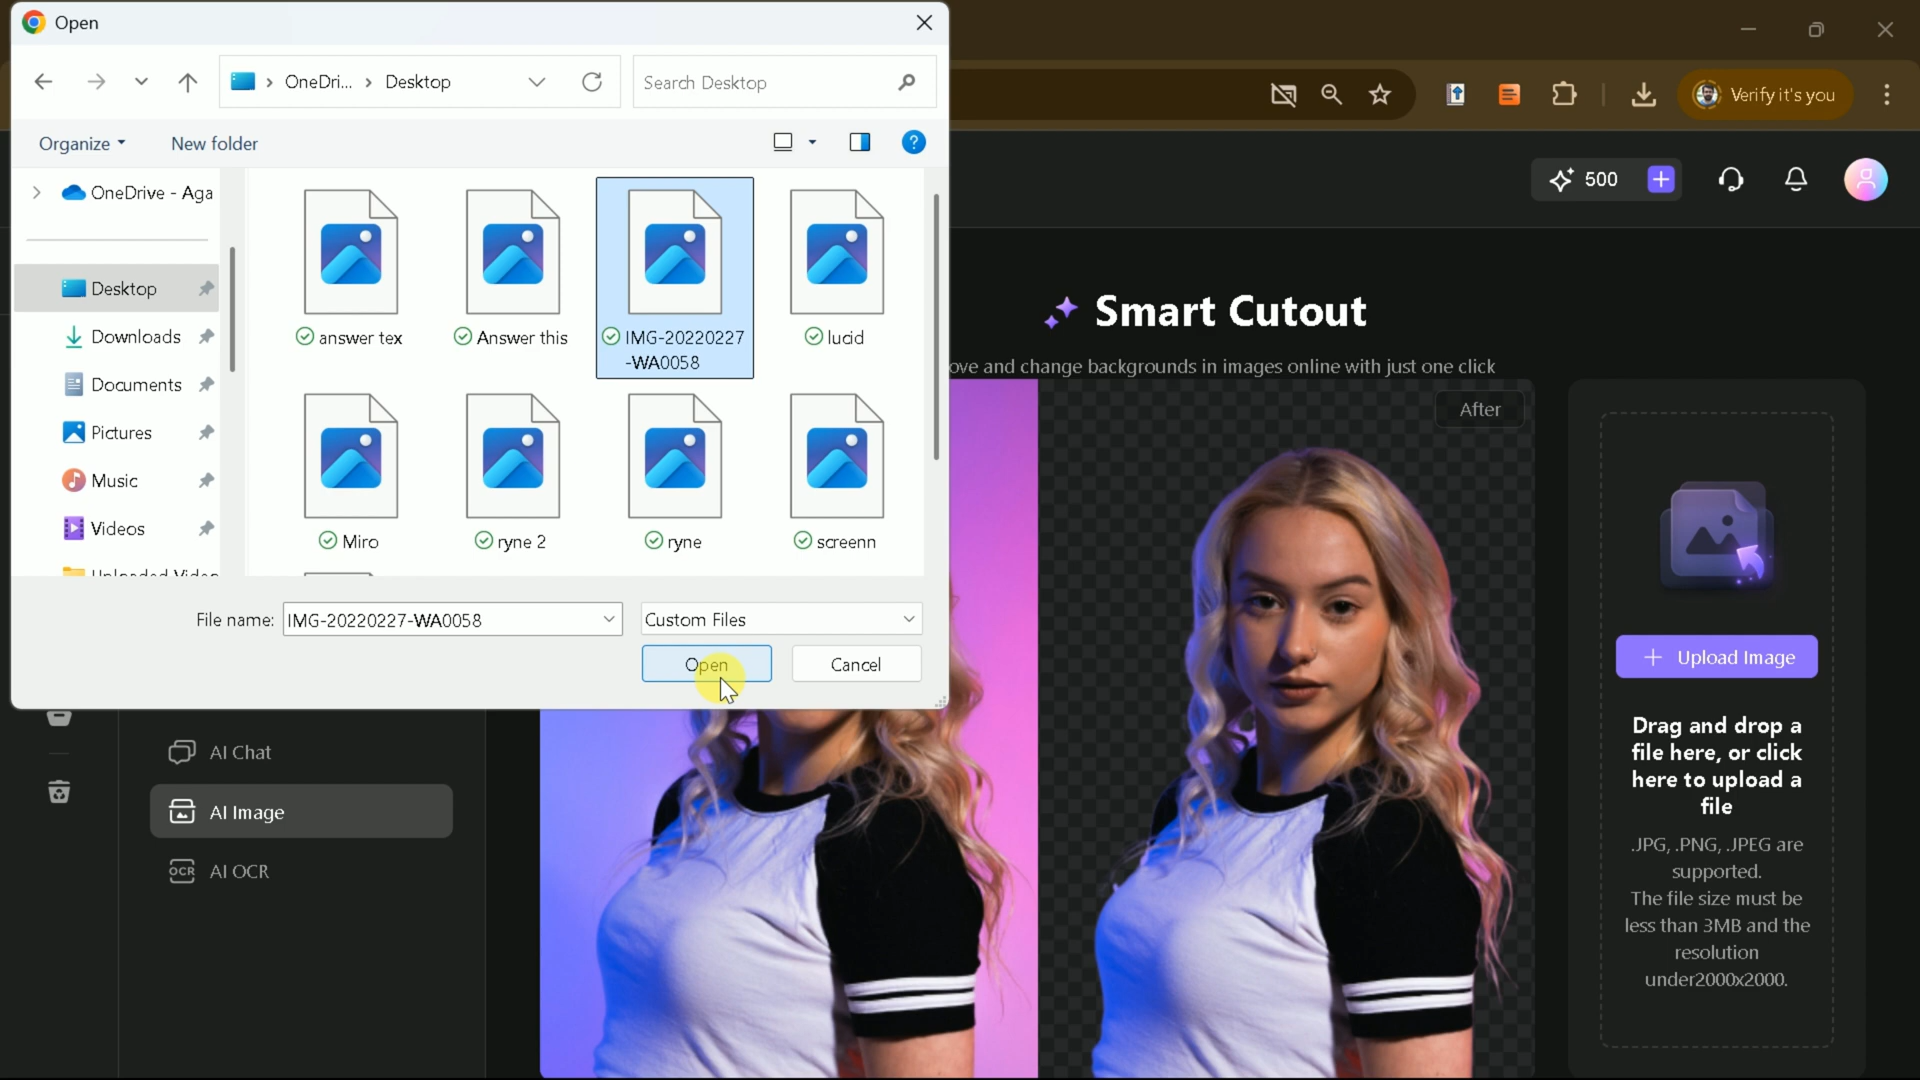 Open
OneDri... > Desktop
Search Desktop
Verify it's you
Organize
New folder
500
OneDrive - Aga
Desktop
Downloads
Documents
Pictures
Music
Videos
answer tex
Answer this
IMG-20220227
-WA0058
lucid
Miro
ryne 2
ryne
screenn
File name:
IMG-20220227-WA0058
Custom Files
Open
Cancel
Smart Cutout
ove and change backgrounds in images online with just one click
After
AI Chat
AI Image
OCR
AI OCR
+ Upload Image
Drag and drop a
file here, or click
here to upload a
file
.JPG, .PNG, .JPEG are
supported.
The file size must be
less than 3MB and the
resolution
under2000x2000.